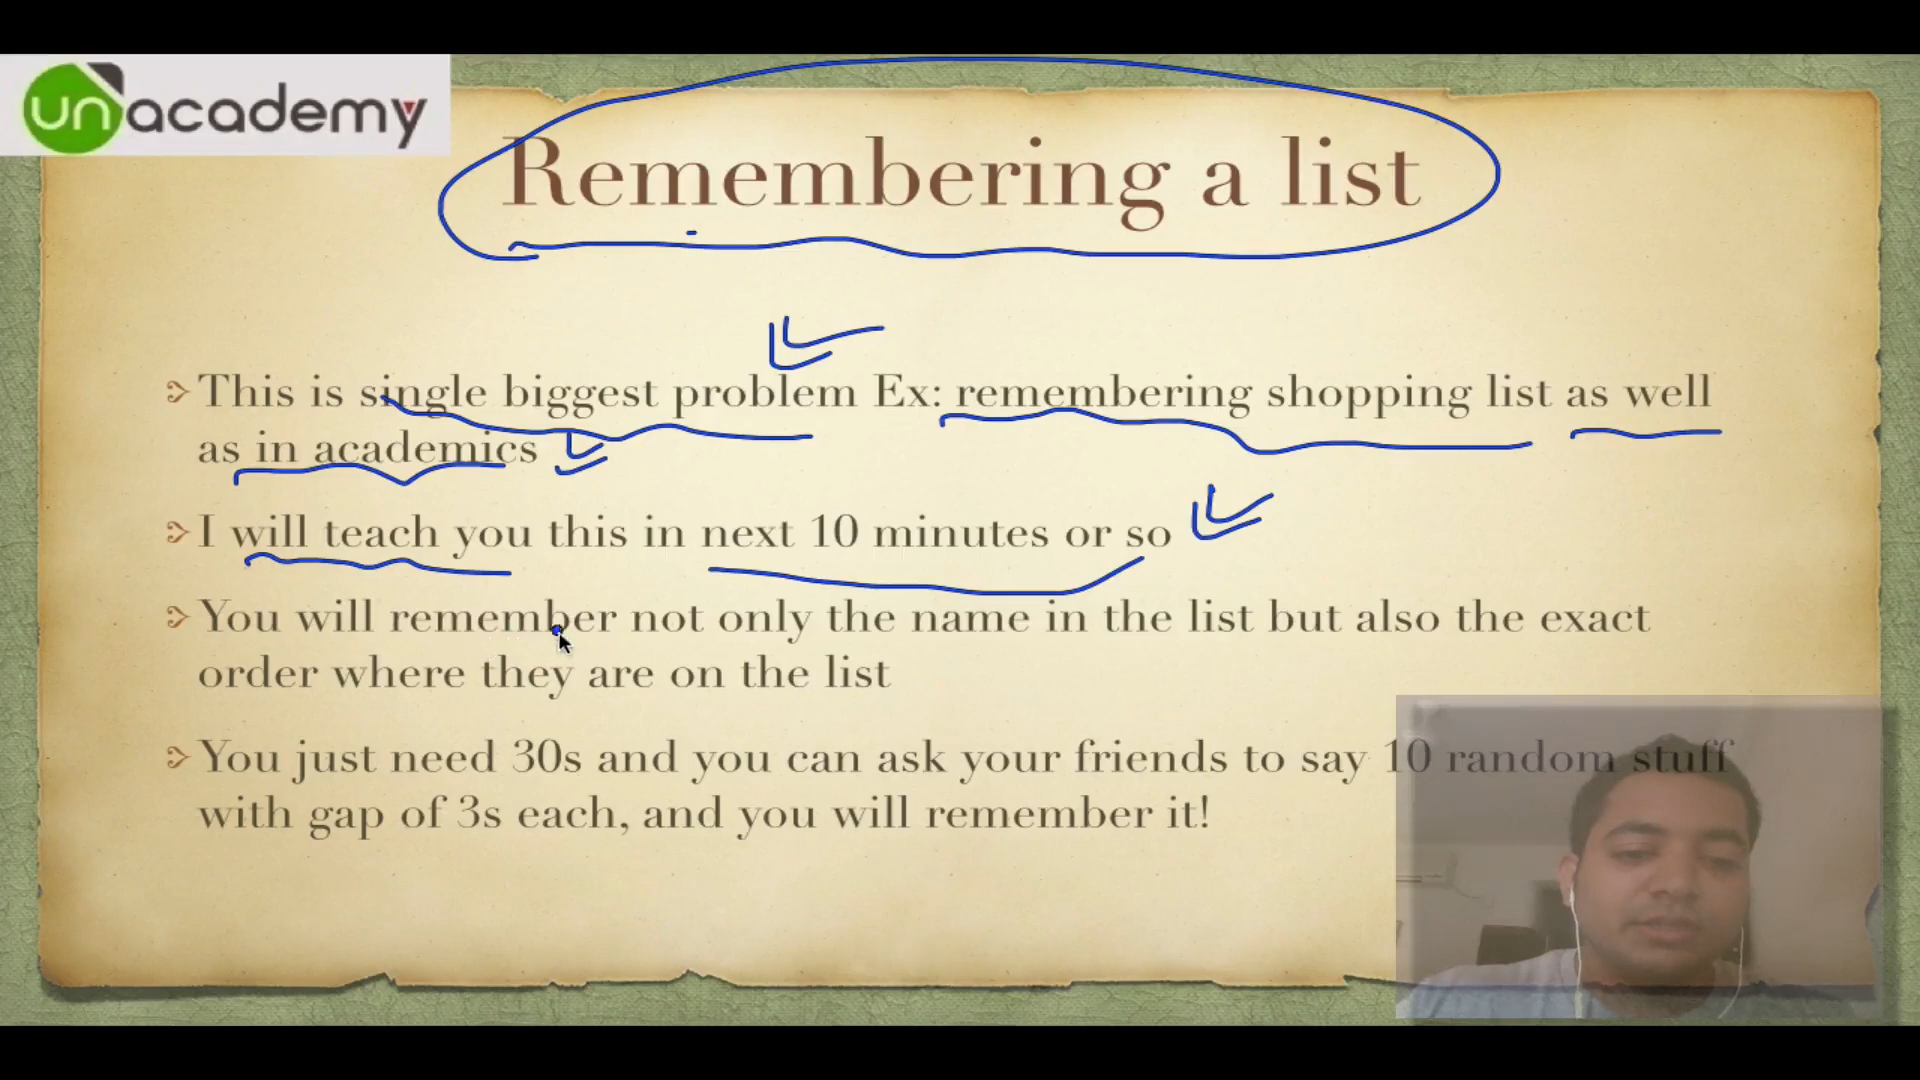 unacademy
Remembering a list
This is single biggest problem Ex: remembering shopping list as well
as in academics
I will teach you this in next 10 minutes or so
You will remember not only the name in the list but also the exact
order where they are on the list
You just need 30s and you can ask your friends to say 10 random stuff
with gap of 3s each, and you will remember it!